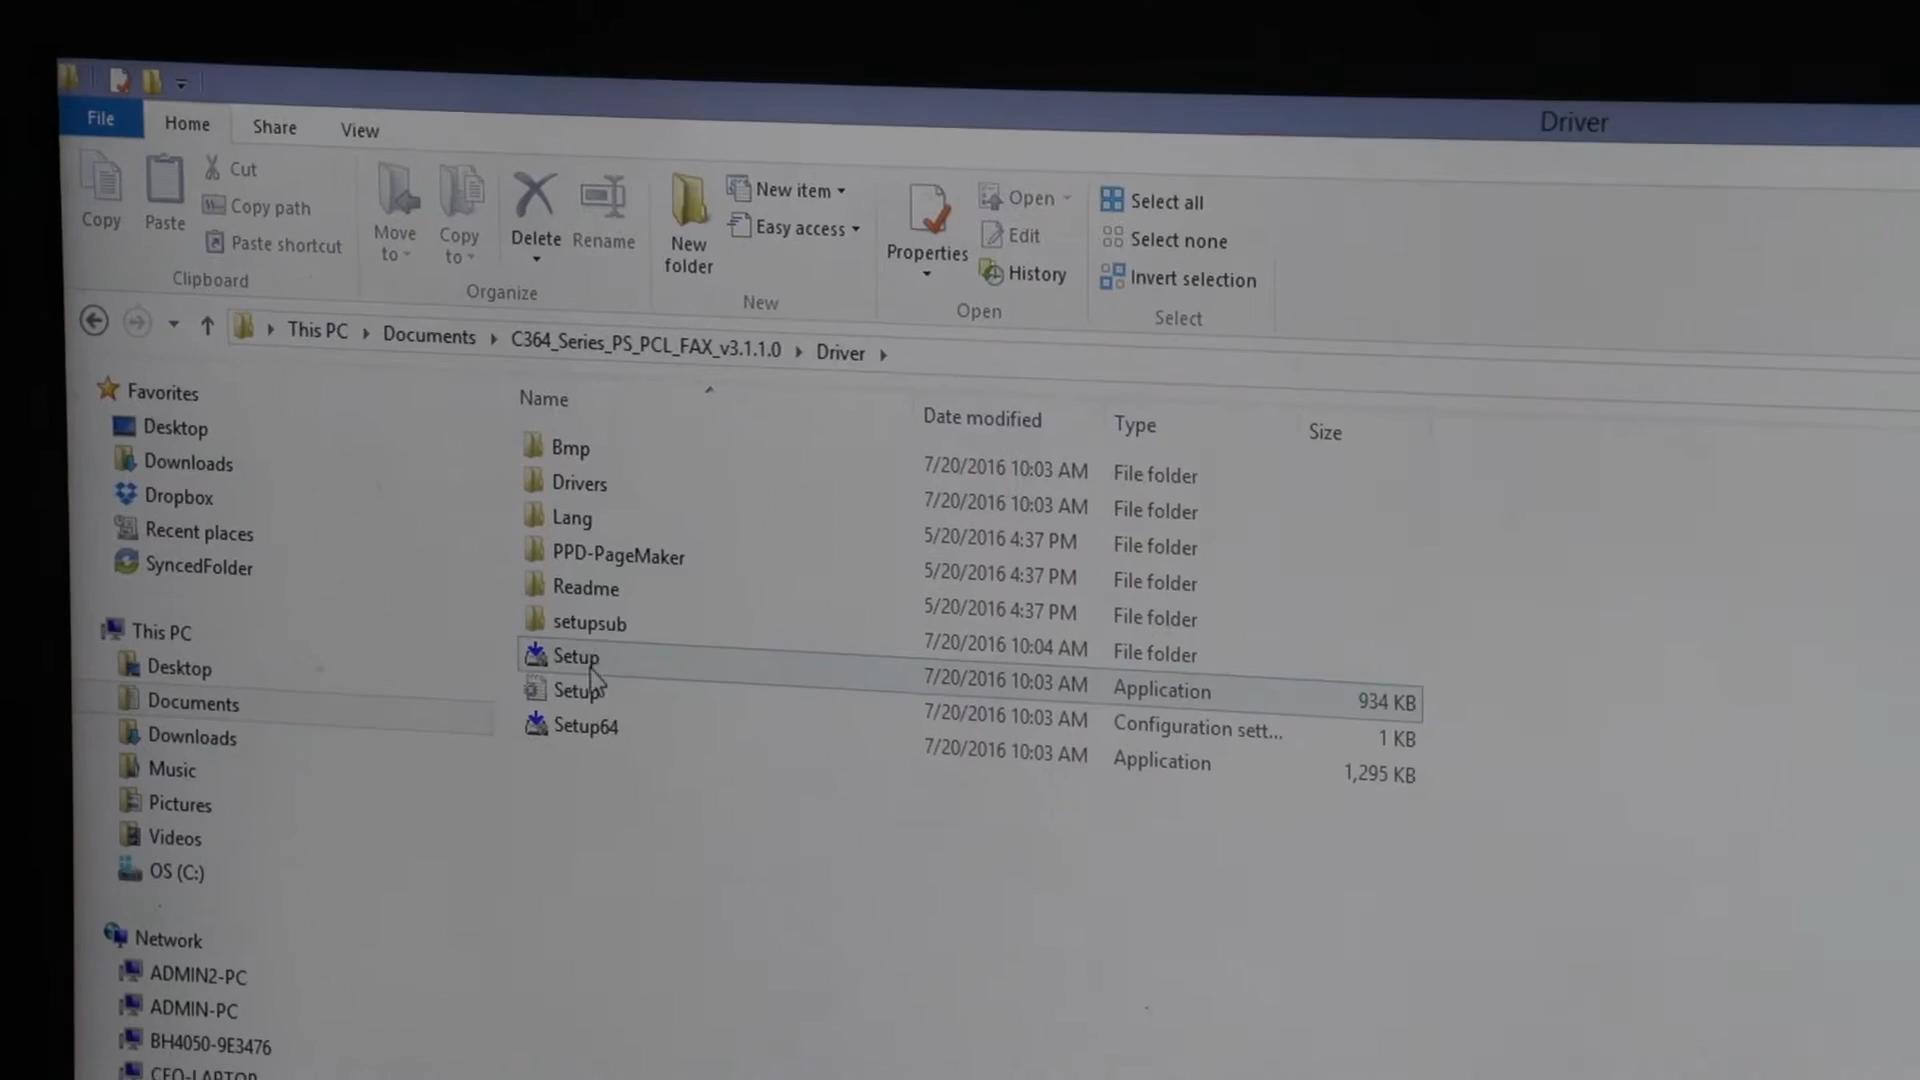 Driver
File Home Share View
Copy
Paste
Cut
Copy path
Paste shortcut
Clipboard
Move to
Copy to
Delete
Rename
Organize
New folder
New item
Easy access
New
Properties
Open
Edit
History
Open
Select all
Select none
Invert selection
Select
This PC Documents C364_Series_PS_PCL_FAX_v3.1.1.0 Driver
Favorites
Desktop
Downloads
Dropbox
Recent places
SyncedFolder
This PC
Desktop
Documents
Downloads
Music
Pictures
Videos
OS (C:)
Network
ADMIN2-PC
ADMIN-PC
BH4050-9E3476
CEO-LAPTOP
Name Date modified Type Size
Bmp 7/20/2016 10:03 AM File folder
Drivers 7/20/2016 10:03 AM File folder
Lang 5/20/2016 4:37 PM File folder
PPD-PageMaker 5/20/2016 4:37 PM File folder
Readme 5/20/2016 4:37 PM File folder
setupsub 7/20/2016 10:04 AM File folder
Setup 7/20/2016 10:03 AM Application 934 KB
Setup 7/20/2016 10:03 AM Configuration sett... 1 KB
Setup64 7/20/2016 10:03 AM Application 1,295 KB